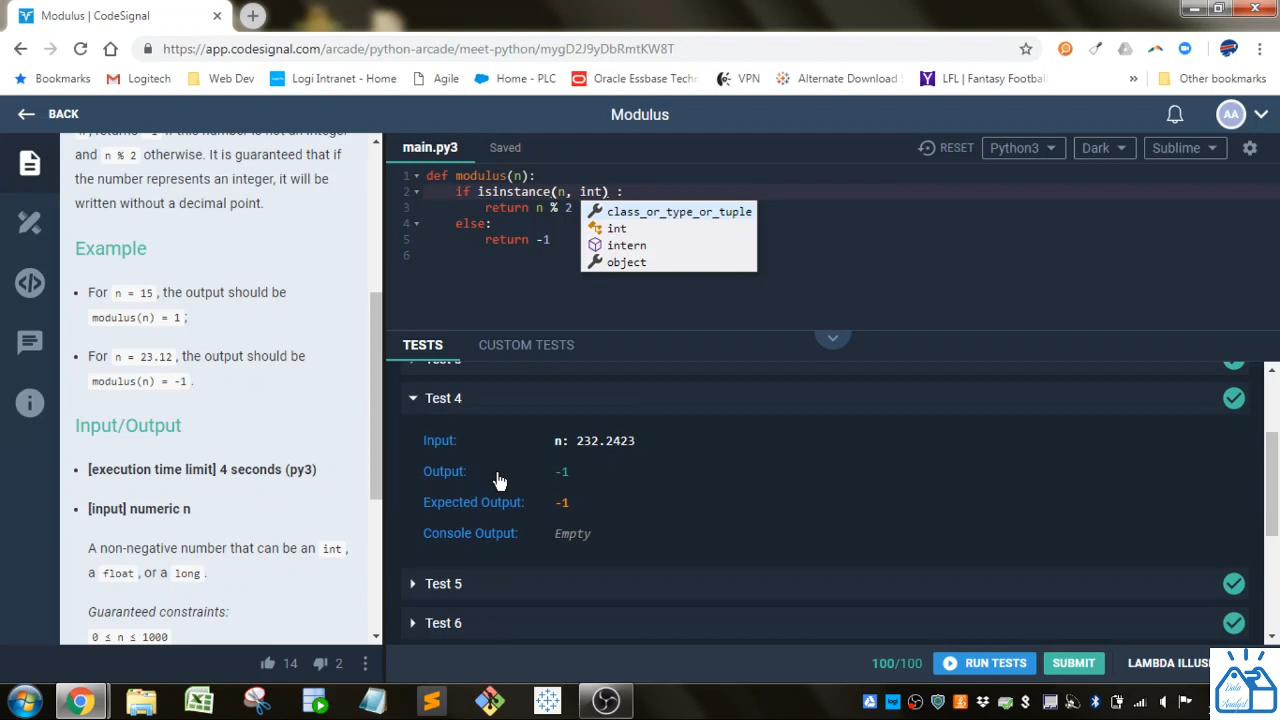 Modulus | CodeSignal
https://app.codesignal.com/arcade/python-arcade/meet-python/mygD2J9yDbRmtKW8T
Bookmarks
Logitech
Web Dev
Logi Intranet - Home
Agile
Home - PLC
Oracle Essbase Techn
VPN
Alternate Download S
LFL | Fantasy Football
»
Other bookmarks
BACK
Modulus
AA
and n % 2 otherwise. It is guaranteed that if
the number represents an integer, it will be
written without a decimal point.
Example
• For n = 15, the output should be
modulus(n) = 1;
• For n = 23.12, the output should be
modulus(n) = -1.
Input/Output
• [execution time limit] 4 seconds (py3)
• [input] numeric n
A non-negative number that can be an int,
a float, or a long.
Guaranteed constraints:
0 ≤ n ≤ 1000
14
2
main.py3
Saved
RESET
Python3
Dark
Sublime
1 def modulus(n):
2 if isinstance(n, int) :
3 return n % 2
4 else:
5 return -1
6
class_or_type_or_tuple
int
intern
object
TESTS
CUSTOM TESTS
Test 4
Input: n: 232.2423
Output: -1
Expected Output: -1
Console Output: Empty
Test 5
Test 6
100/100
RUN TESTS
SUBMIT
LAMBDA ILLUS
Data
Analyst